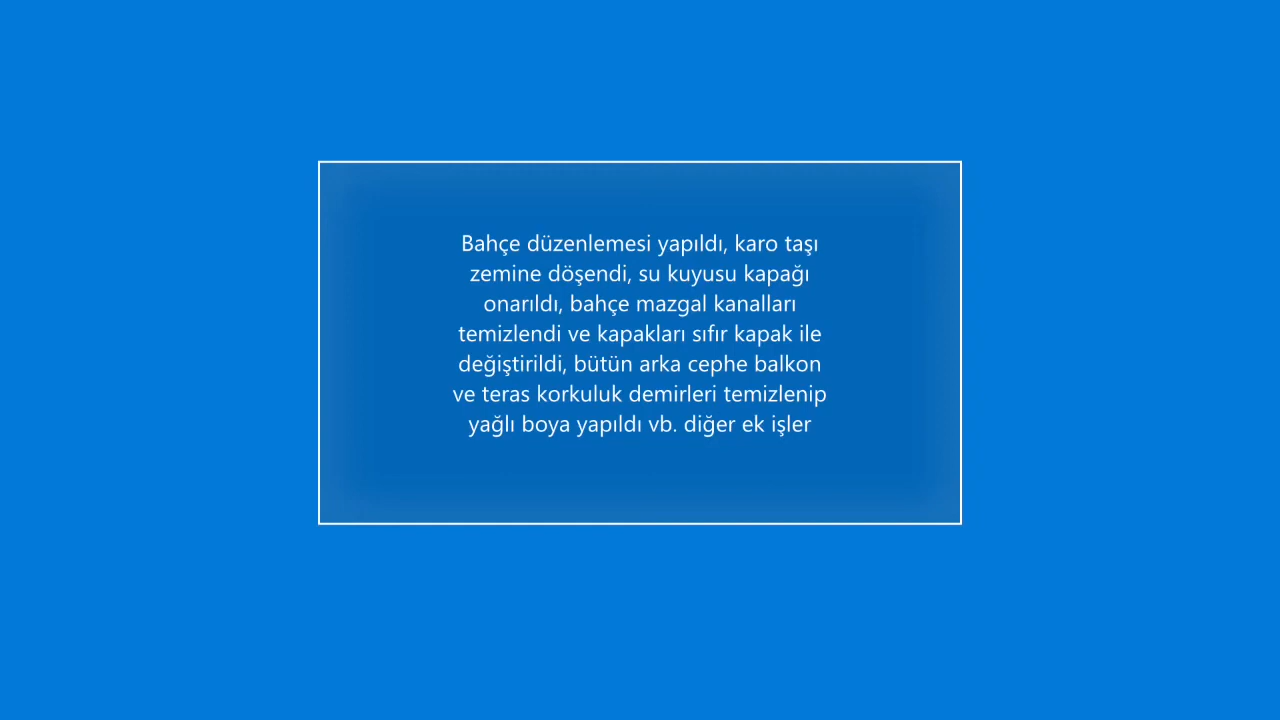 Bahçe düzenlemesi yapıldı, karo taşı
zemine döşendi, su kuyusu kapağı
onarıldı, bahçe mazgal kanalları
temizlendi ve kapakları sıfır kapak ile
değiştirildi, bütün arka cephe balkon
ve teras korkuluk demirleri temizlenip
yağlı boya yapıldı vb. diğer ek işler